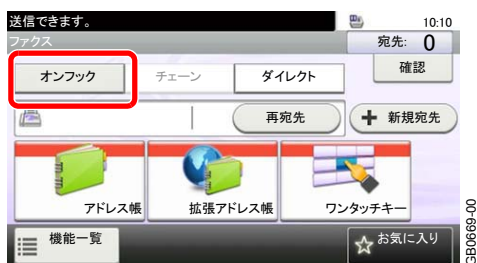 送信できます。
10:10
ファクス
宛先: 0
オンフック
チェーン
ダイレクト
確認
再宛先
新規宛先
アドレス帳
拡張アドレス帳
ワンタッチキー
機能一覧
お気に入り
GB0669-00